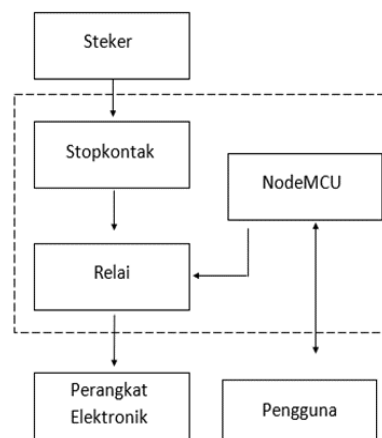 Steker
Stopkontak
NodeMCU
Relai
Perangkat
Elektronik
Pengguna